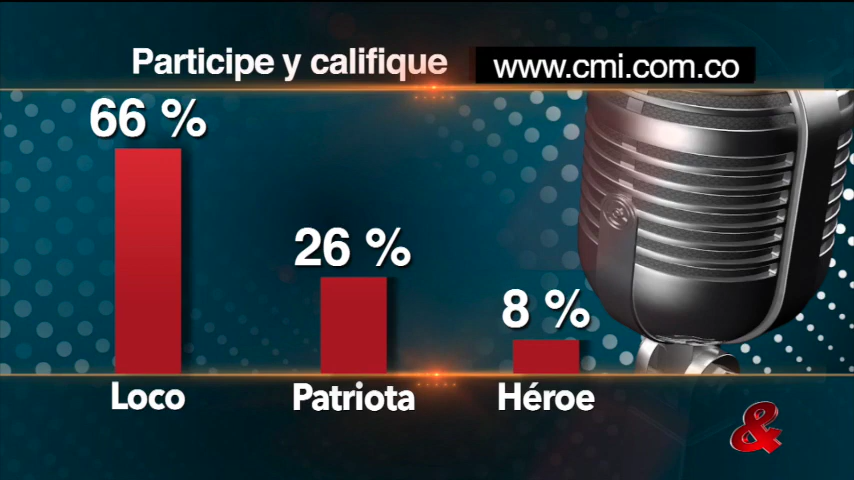 Participe y califique www.cmi.com.co
66 % 
26 %
8 %
Loco Patriota Héroe
&